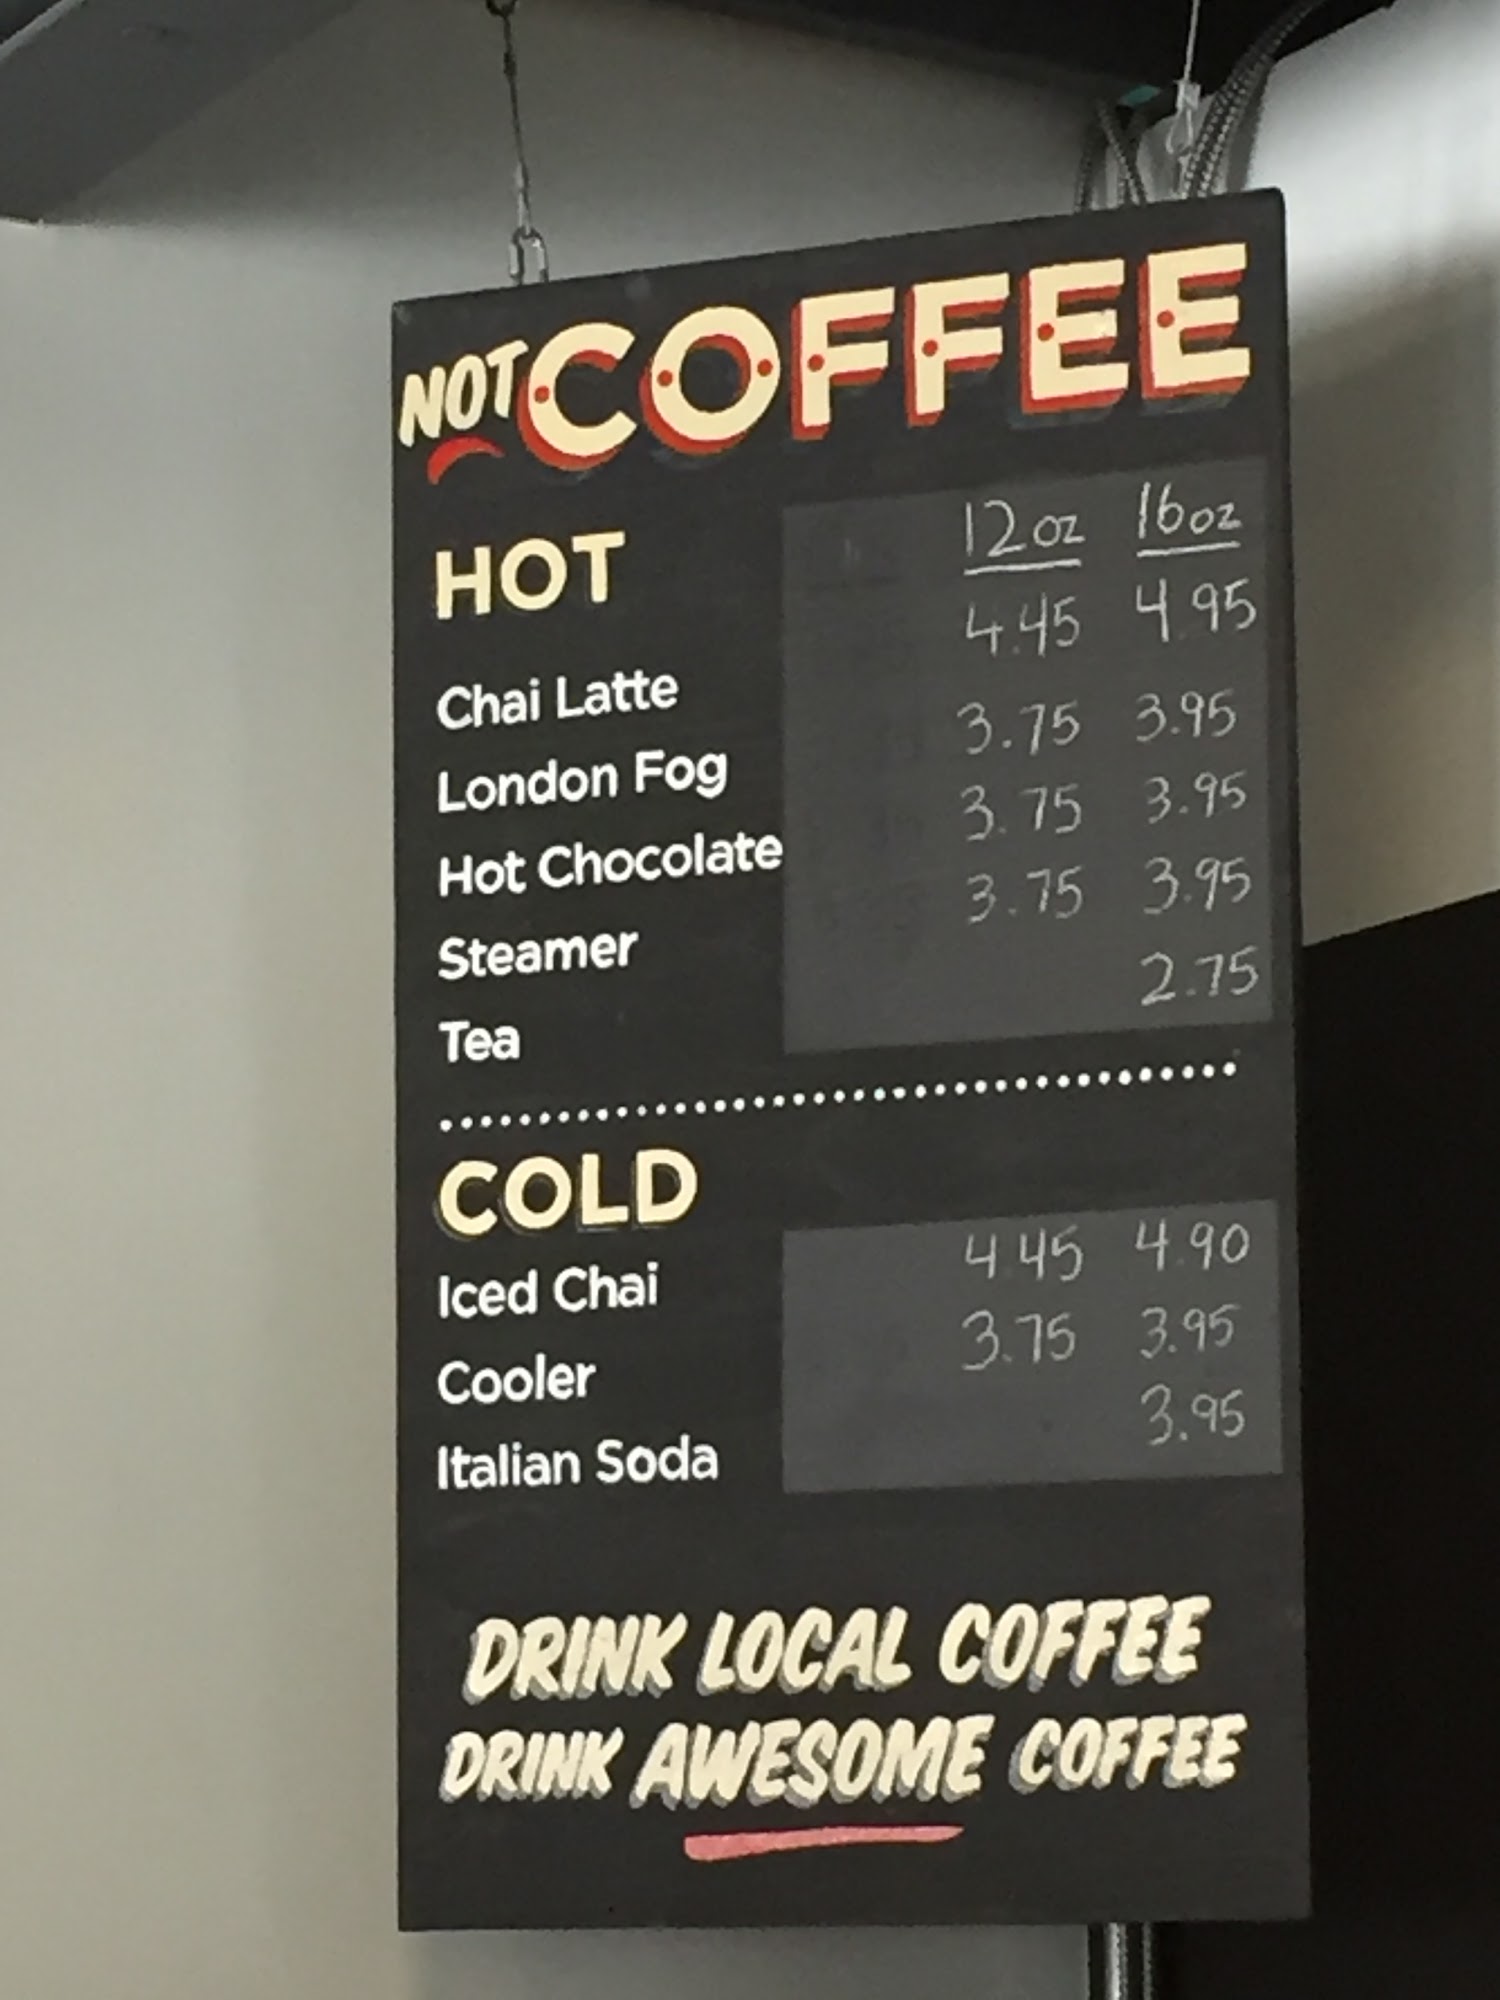 NOT COFFEE
HOT 12oz 16oz
Chai Latte 4.45 4.95
London Fog 3.75 3.95
Hot Chocolate 3.75 3.95
Steamer 3.75 3.95
Tea 2.75
COLD
Iced Chai 4.45 4.90
Cooler 3.75 3.95
Italian Soda 3.95
DRINK LOCAL COFFEE
DRINK AWESOME COFFEE